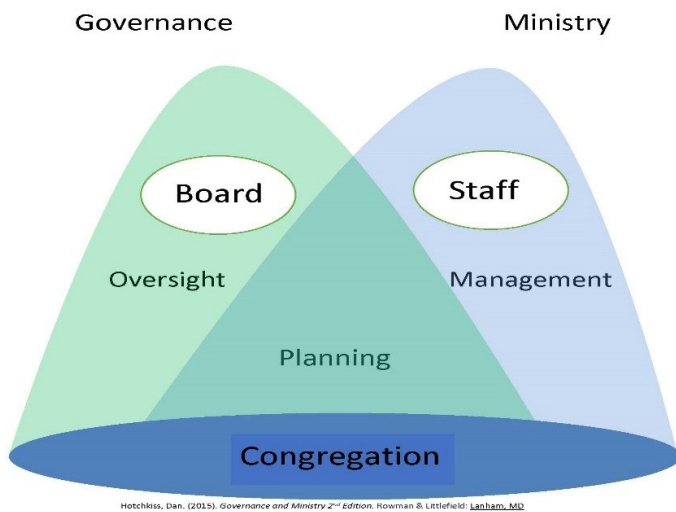 Governance Ministry
Board Staff
Oversight Management
Planning
Congregation
Hotchkiss, Dan. (2015). Governance and Ministry 2nd Edition. Rowman & Littlefield: Lanham, MD